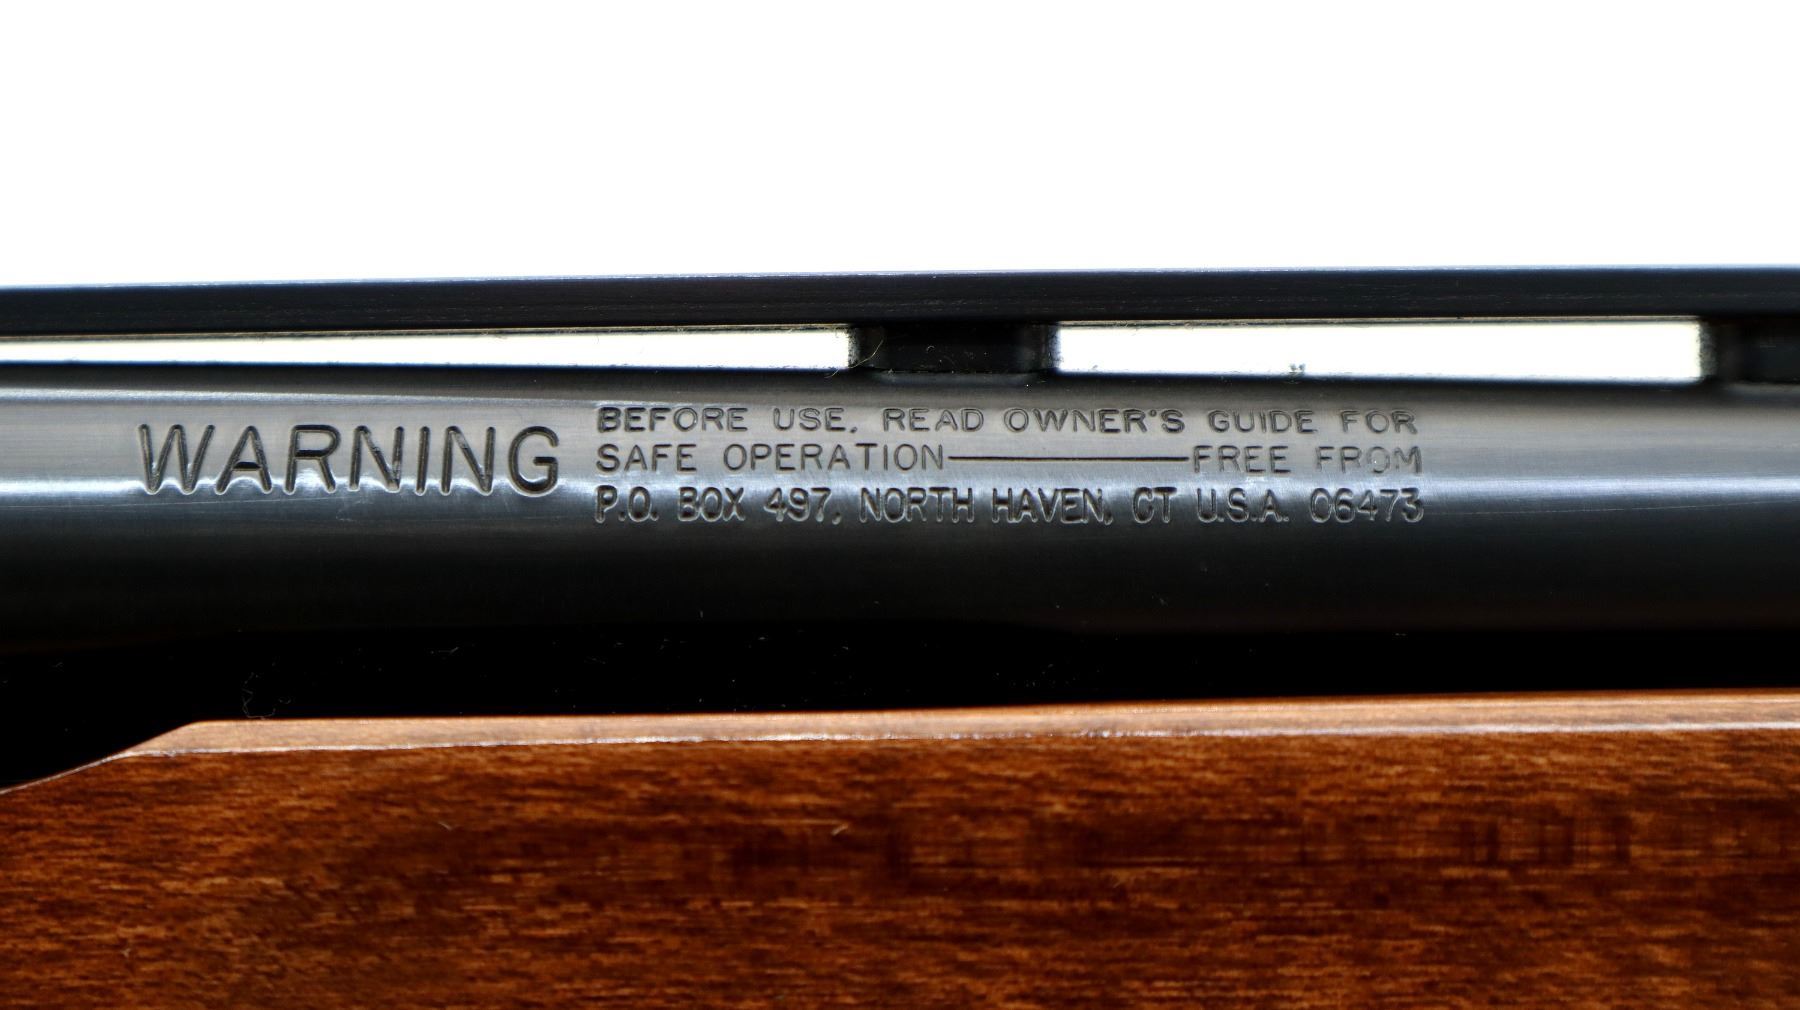 WARNING
BEFORE USE, READ OWNER'S GUIDE FOR
SAFE OPERATION————FREE FROM
P.O. BOX 497, NORTH HAVEN, CT U.S.A. 06473